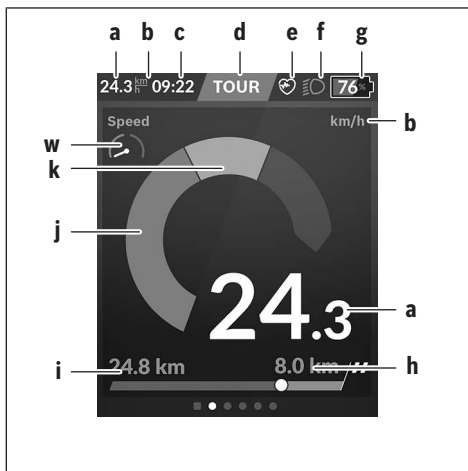 a b c d e f g
24.3 km/h 09:22 TOUR 76%
Speed km/h b
w
k
j
24.3 a
i 24.8 km 8.0 km h